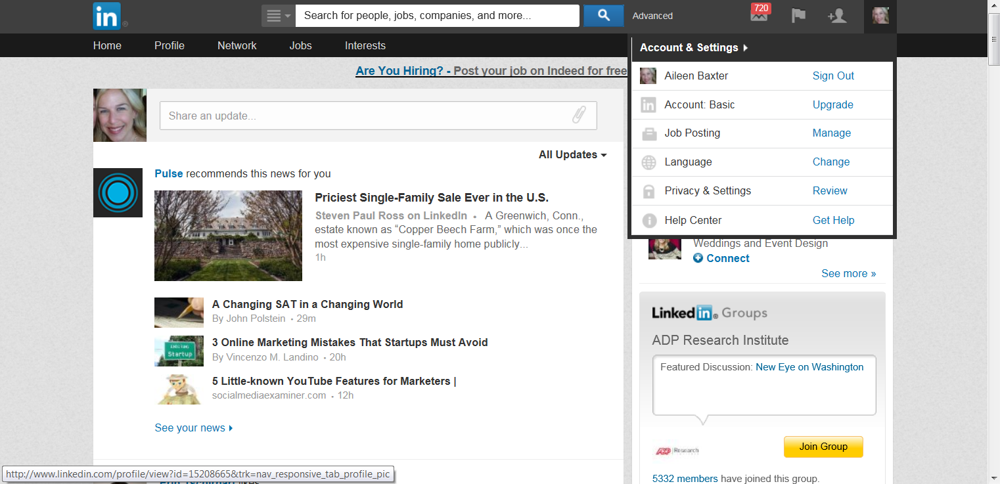 in ®
Search for people, jobs, companies, and more...
Advanced
720
Home Profile Network Jobs Interests
Are You Hiring? - Post your job on Indeed for free
Account & Settings
Aileen Baxter Sign Out
Account: Basic Upgrade
Job Posting Manage
Language Change
Privacy & Settings Review
Help Center Get Help
Share an update...
All Updates
Pulse recommends this news for you
Priciest Single-Family Sale Ever in the U.S.
Steven Paul Ross on LinkedIn • A Greenwich, Conn.,
estate known as “Copper Beech Farm,” which was once the
most expensive single-family home publicly...
1h
A Changing SAT in a Changing World
By John Polstein • 29m
Startup
3 Online Marketing Mistakes That Startups Must Avoid
By Vincenzo M. Landino • 20h
5 Little-known YouTube Features for Marketers |
socialmediaexaminer.com • 12h
See your news
Weddings and Event Design
Connect
See more »
Linkedin® Groups
ADP Research Institute
Featured Discussion: New Eye on Washington
ADP Research
Join Group
5332 members have joined this group.
http://www.linkedin.com/profile/view?id=15208665&trk=nav_responsive_tab_profile_pic
likes